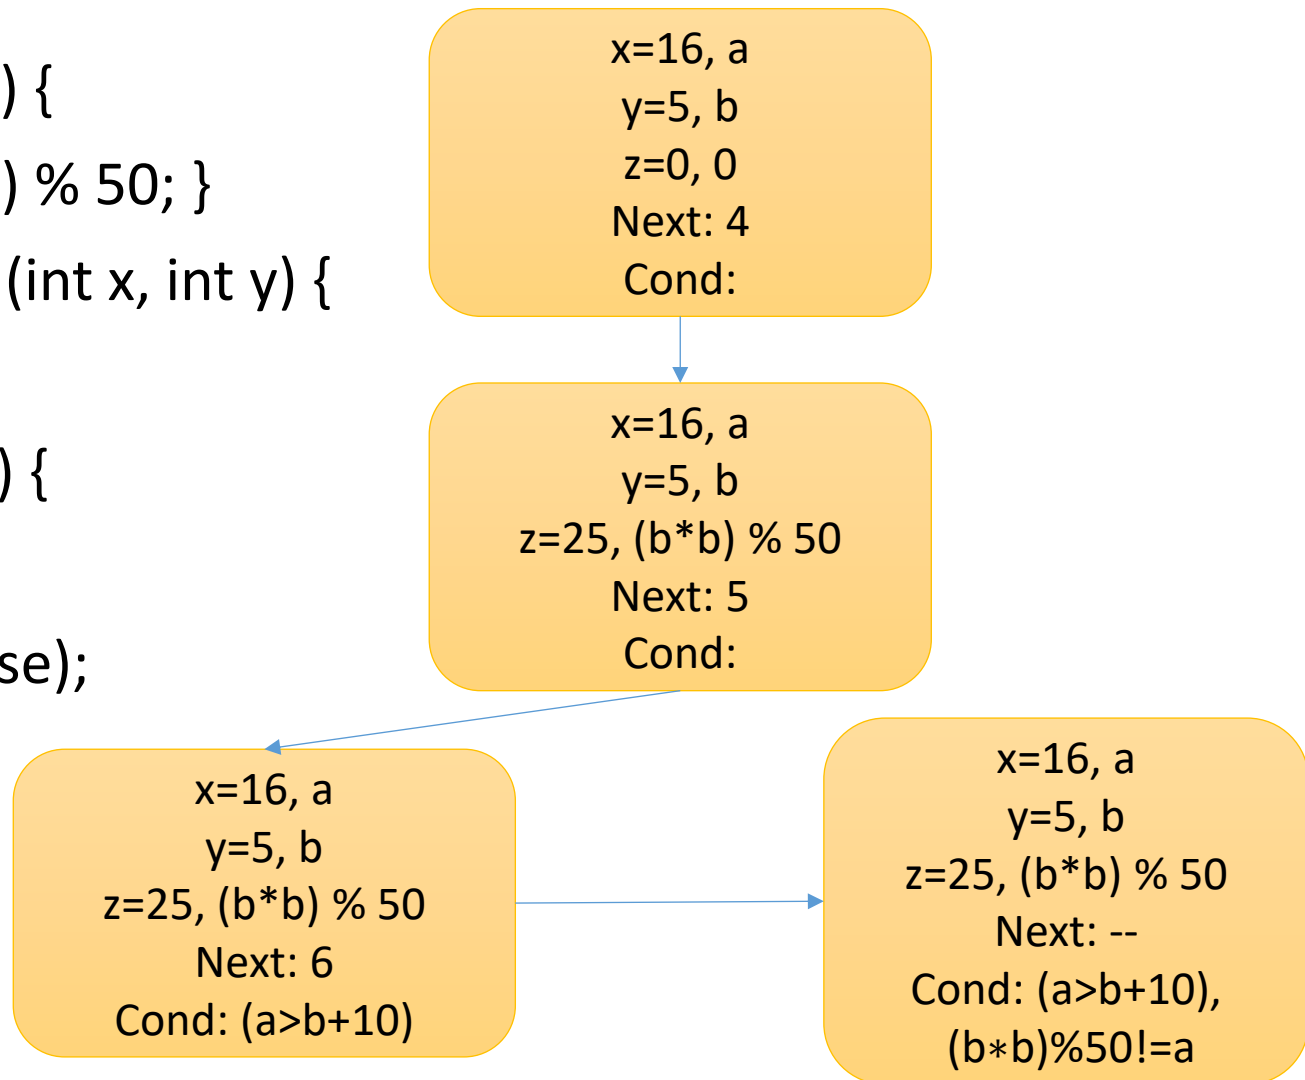 ) {
) % 50; }
(int x, int y) {
) {
se);
x=16, a
y=5, b
z=0, 0
Next: 4
Cond:
x=16, a
y=5, b
z=25, (b*b) % 50
Next: 5
Cond:
x=16, a
y=5, b
z=25, (b*b) % 50
Next: 6
Cond: (a>b+10)
x=16, a
y=5, b
z=25, (b*b) % 50
Next: --
Cond: (a>b+10),
(b∗b)%50!=a